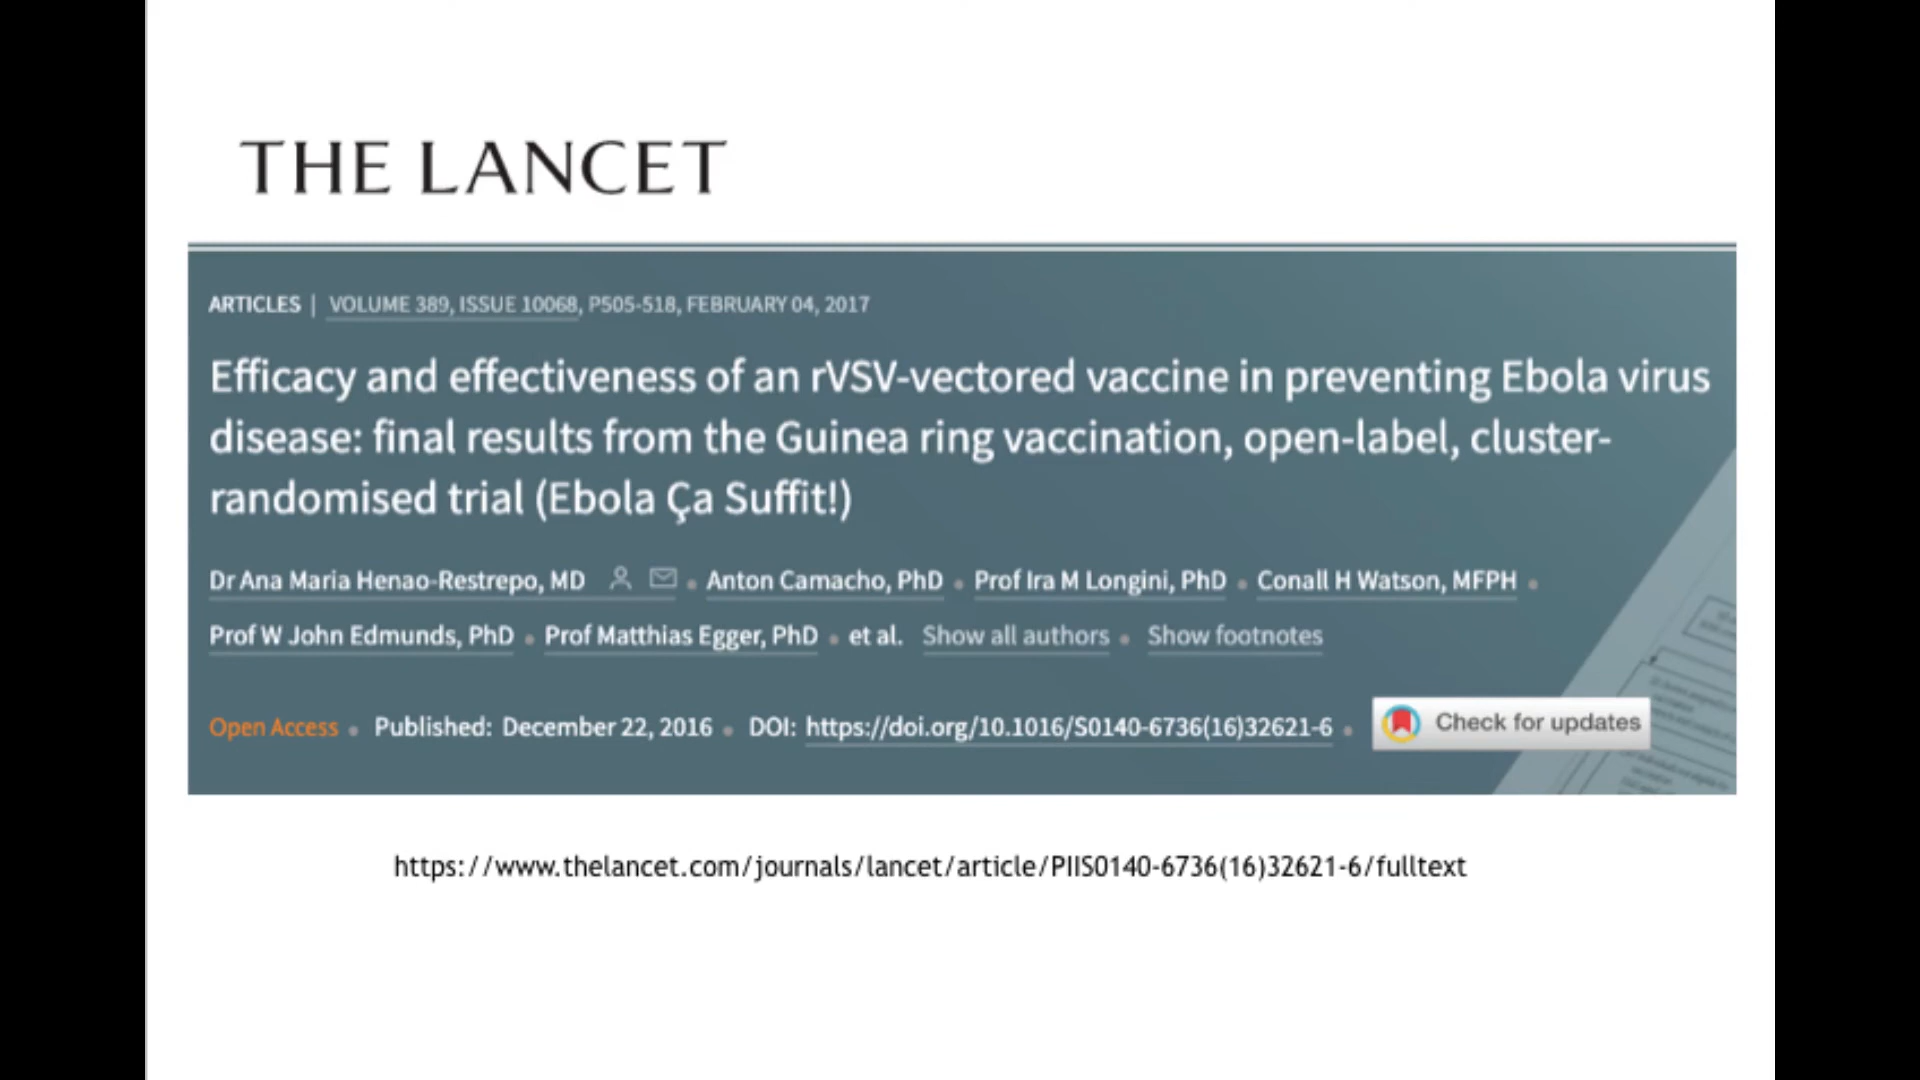 THE LANCET
ARTICLES | VOLUME 389, ISSUE 10068, P505-518, FEBRUARY 04, 2017
Efficacy and effectiveness of an rVSV-vectored vaccine in preventing Ebola virus
disease: final results from the Guinea ring vaccination, open-label, cluster-
randomised trial (Ebola Ça Suffit!)
Dr Ana Maria Henao-Restrepo, MD • Anton Camacho, PhD • Prof Ira M Longini, PhD • Conall H Watson, MFPH •
Prof W John Edmunds, PhD • Prof Matthias Egger, PhD • et al. Show all authors • Show footnotes
Open Access • Published: December 22, 2016 • DOI: https://doi.org/10.1016/S0140-6736(16)32621-6 • Check for updates
https://www.thelancet.com/journals/lancet/article/PIIS0140-6736(16)32621-6/fulltext